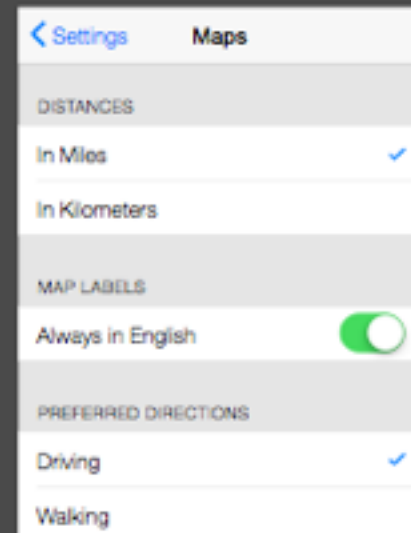 Settings Maps
DISTANCES
In Miles
In Kilometers
MAP LABELS
Always in English
PREFERRED DIRECTIONS
Driving
Walking